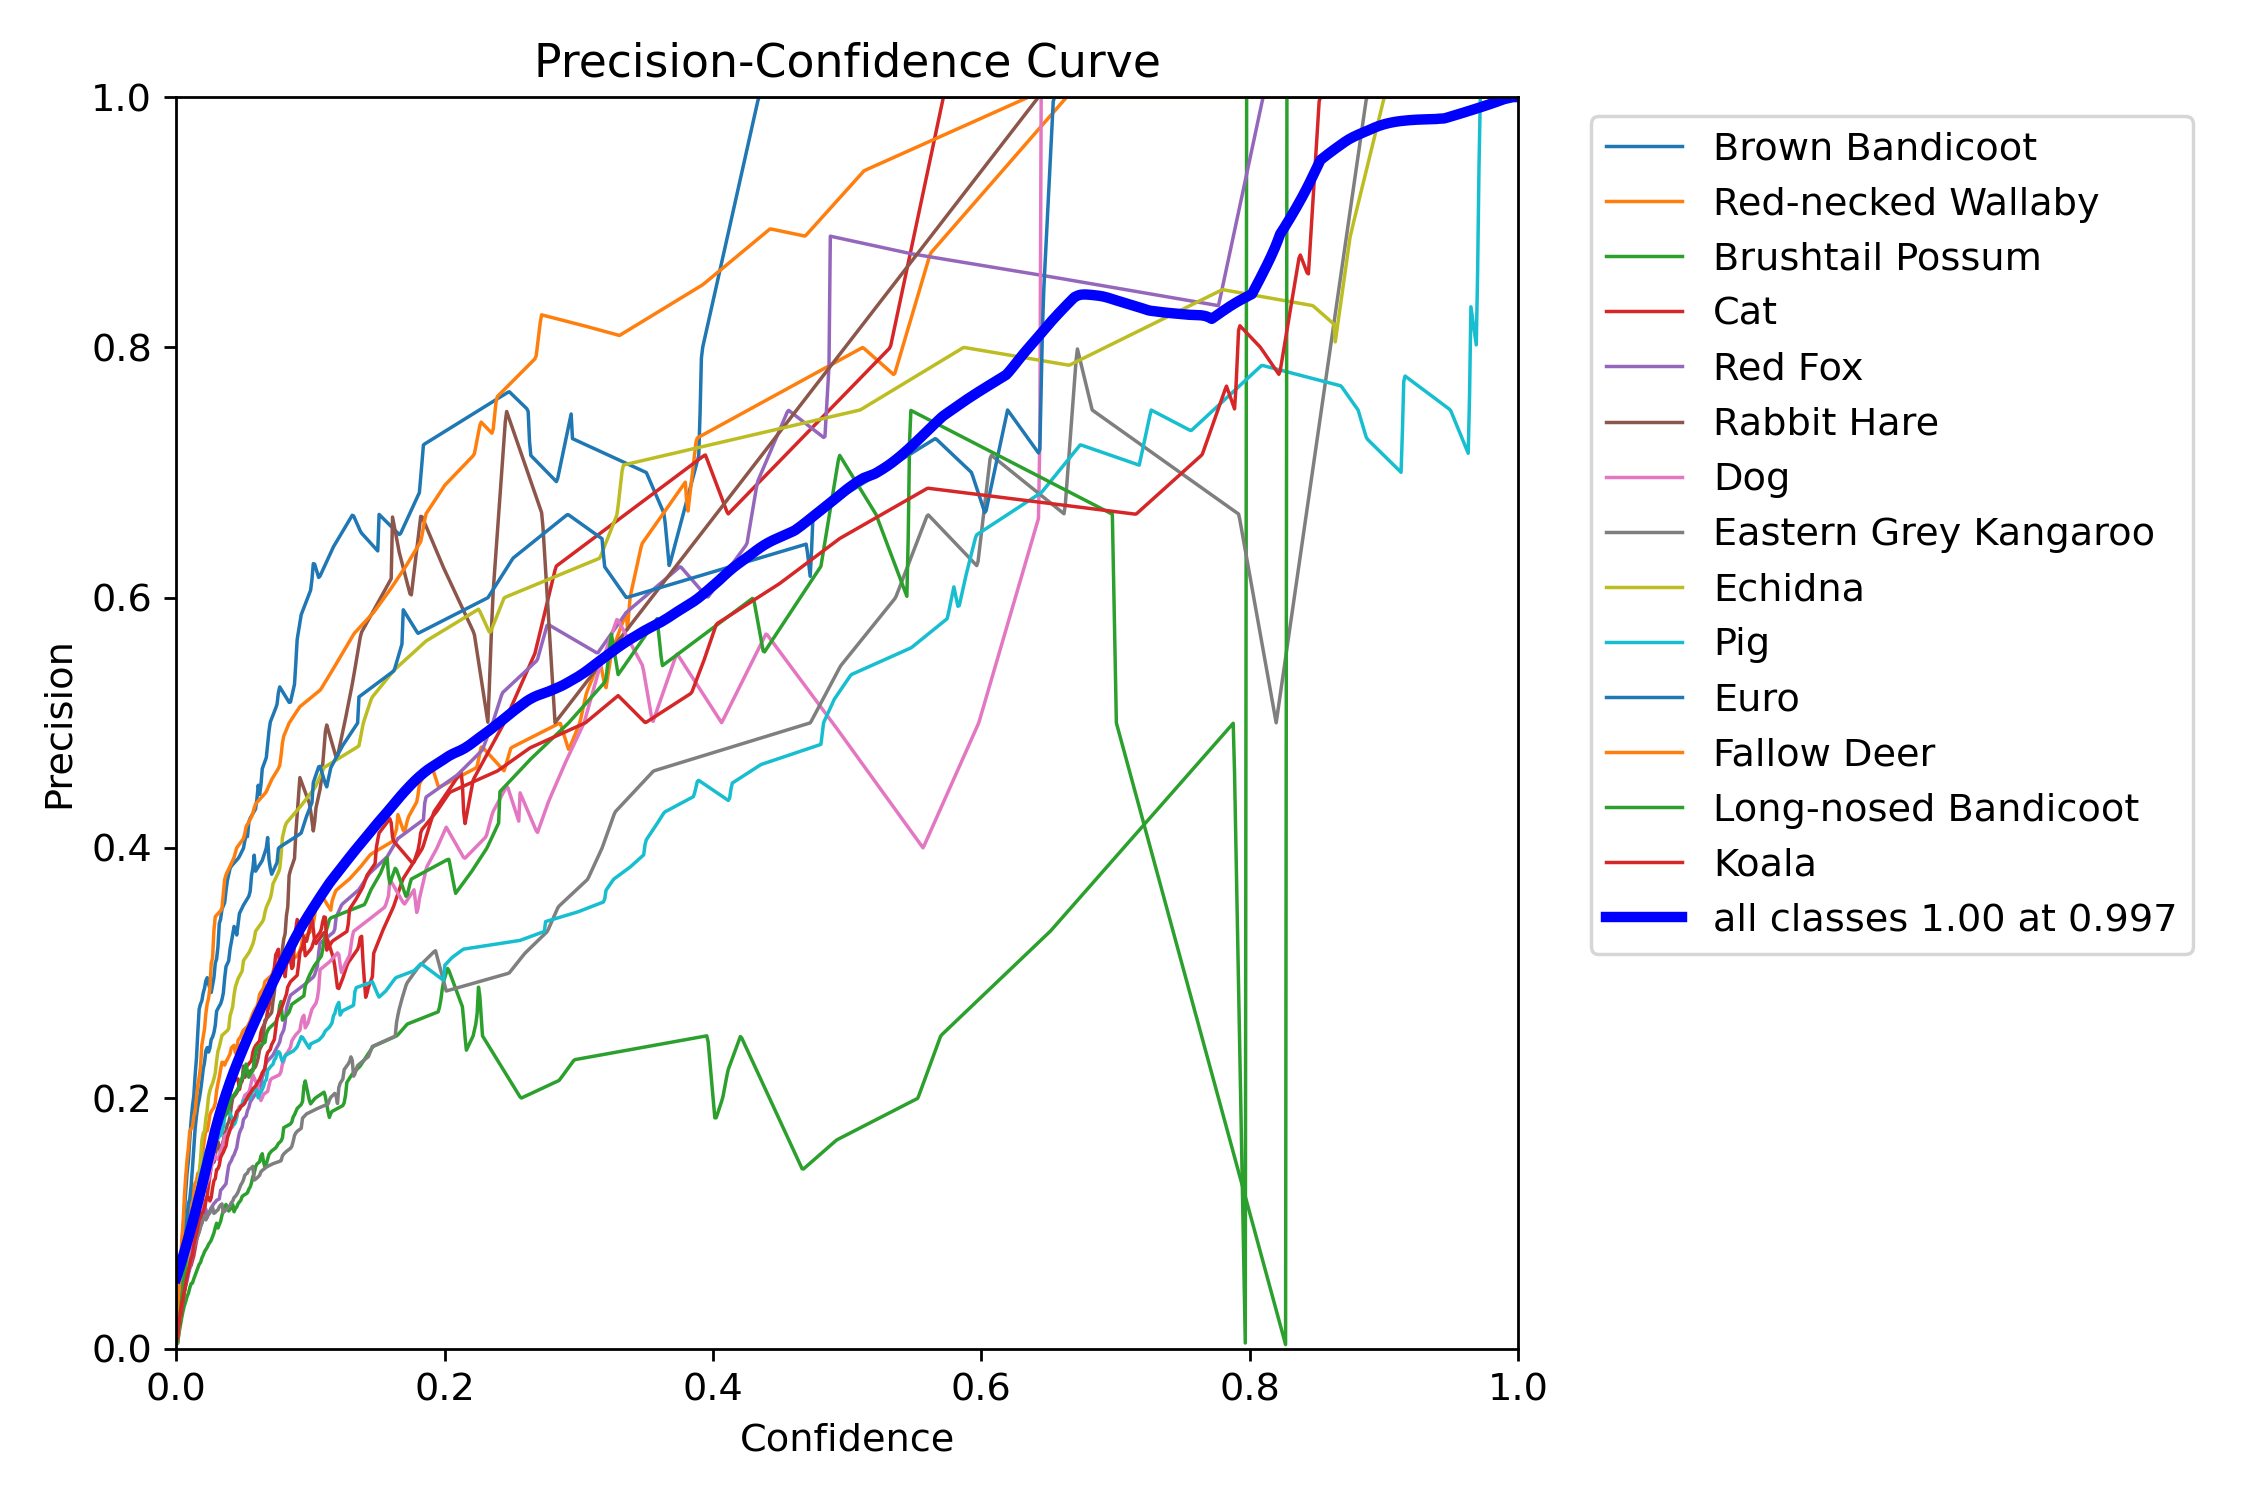 Precision-Confidence Curve
1.0
0.8
0.6
0.4
0.2
0.0
Precision
0.0 0.2 0.4 0.6 0.8 1.0
Confidence
Brown Bandicoot
Red-necked Wallaby
Brushtail Possum
Cat
Red Fox
Rabbit Hare
Dog
Eastern Grey Kangaroo
Echidna
Pig
Euro
Fallow Deer
Long-nosed Bandicoot
Koala
all classes 1.00 at 0.997